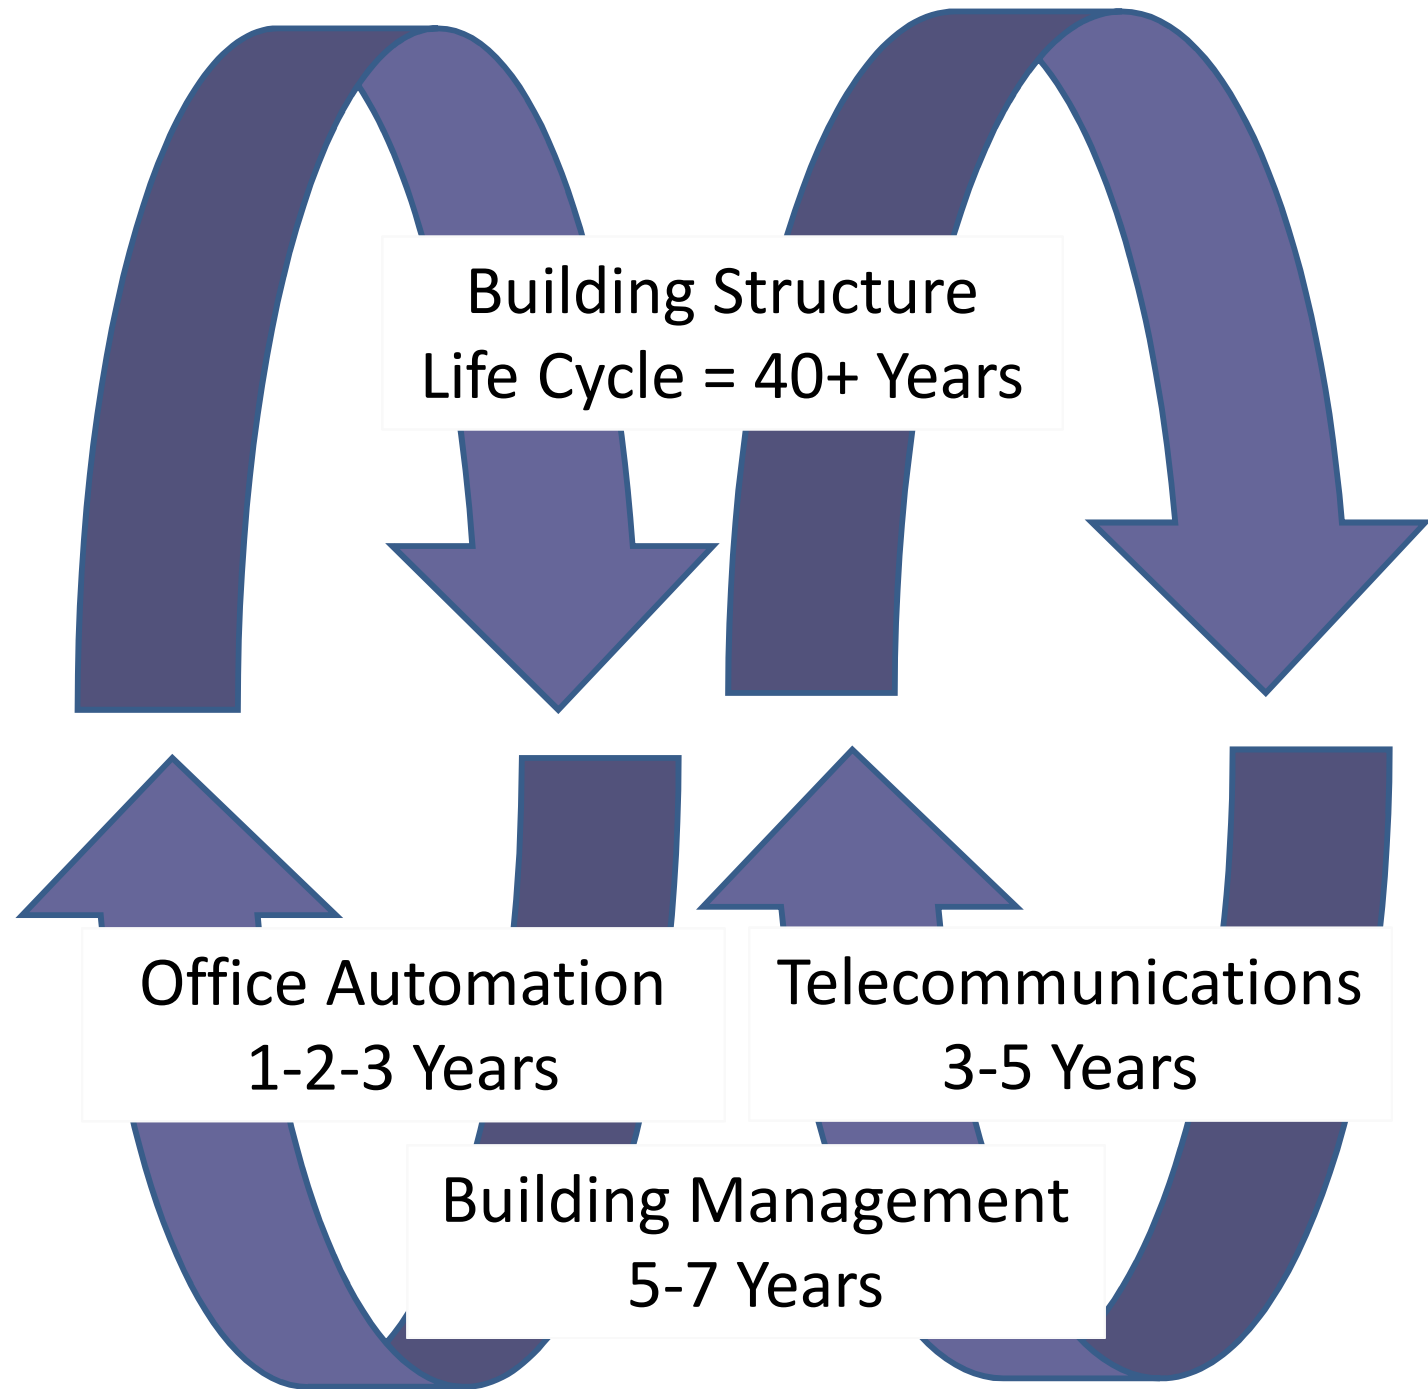 Building Structure
Life Cycle = 40+ Years
Office Automation
1-2-3 Years
Telecommunications
3-5 Years
Building Management
5-7 Years